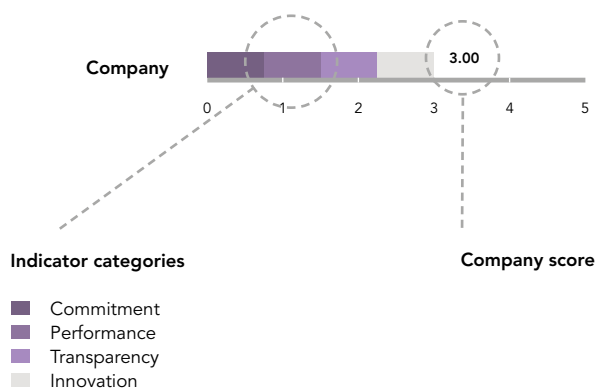 3.00
Company
0 1 2 3 4 5
Indicator categories
Company score
Commitment
Performance
Transparency
Innovation